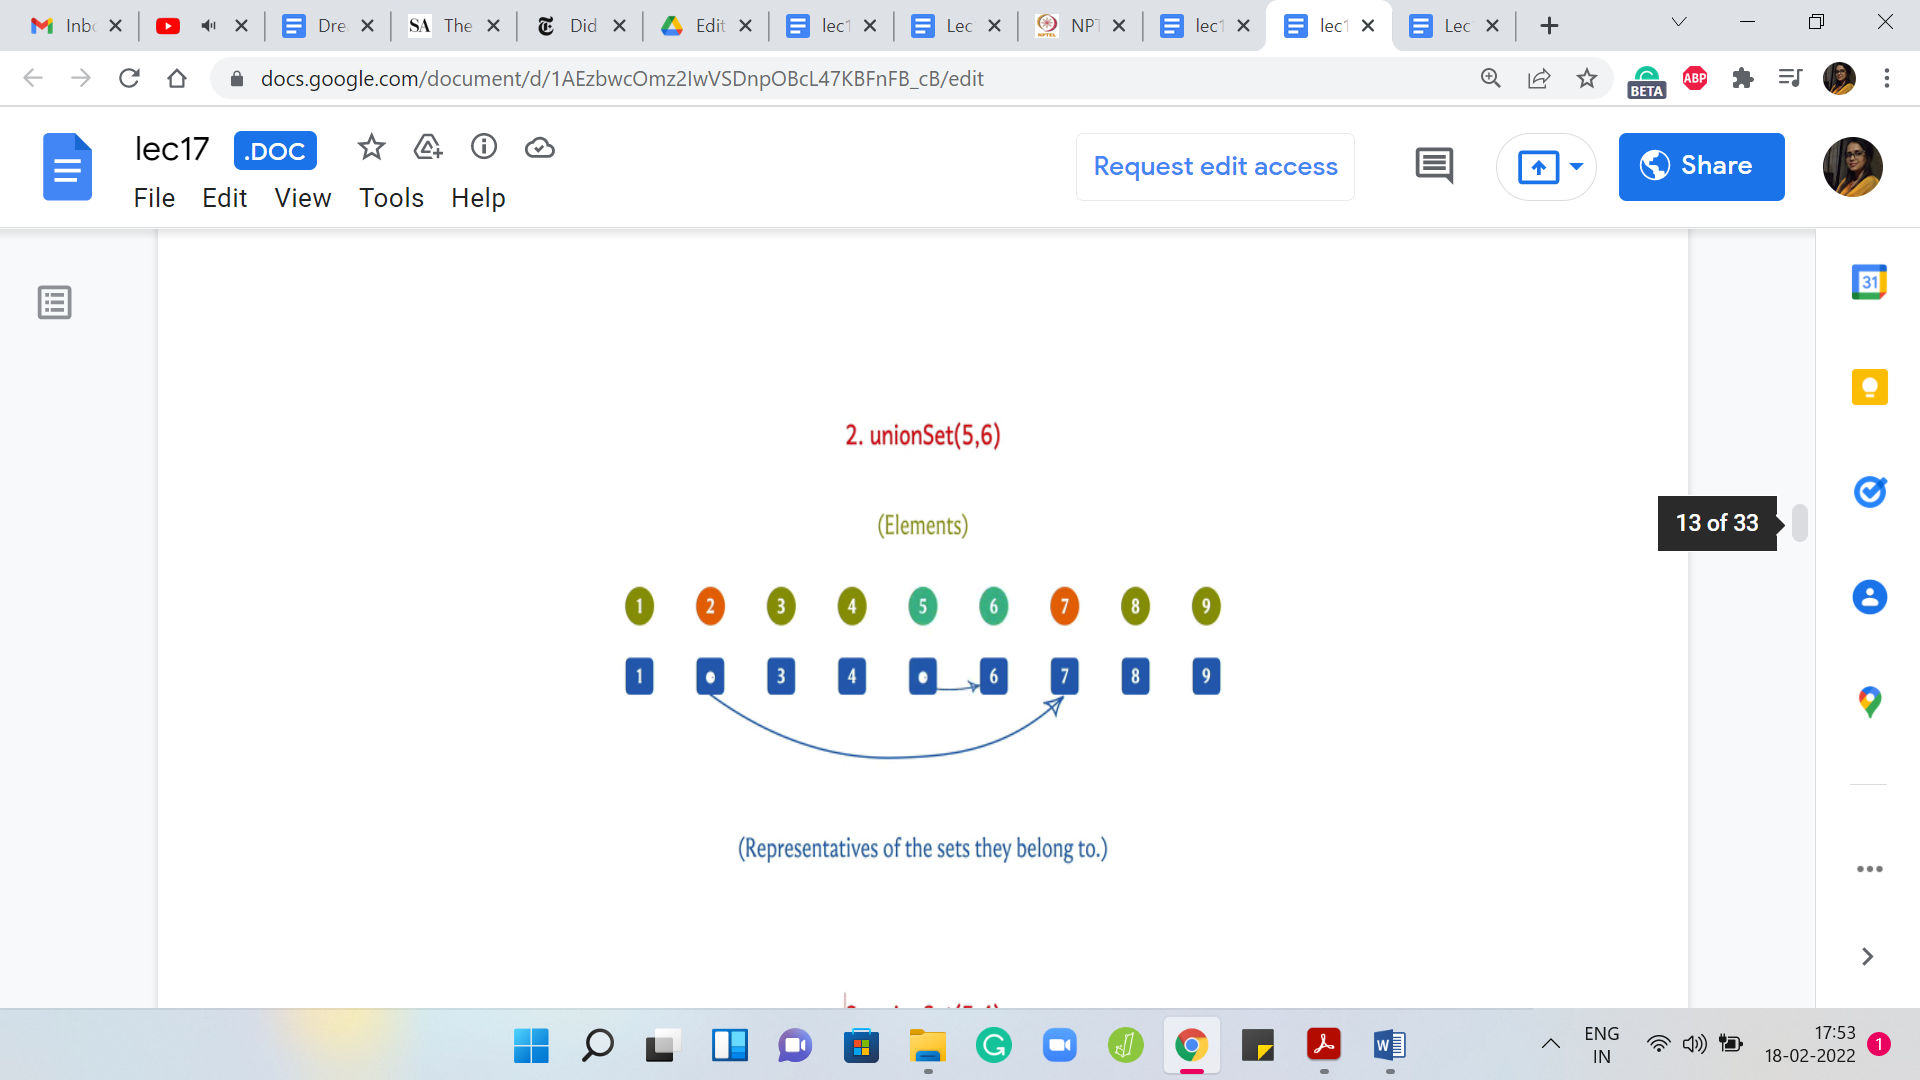 Inbc
Dre
SA The
Did
Edit
lec1
Lec
NPT
lec1
lec1
Lec
docs.google.com/document/d/1AEzbwcOmz2IwVSDnpOBcL47KBFnFB_cB/edit
BETA
ABP
lec17 .DOC
Request edit access
Share
File Edit View Tools Help
31
2. unionSet(5,6)
(Elements)
13 of 33
1 2 3 4 5 6 7 8 9
1 3 4 6 7 8 9
(Representatives of the sets they belong to.)
ENG
IN
17:53
18-02-2022
1